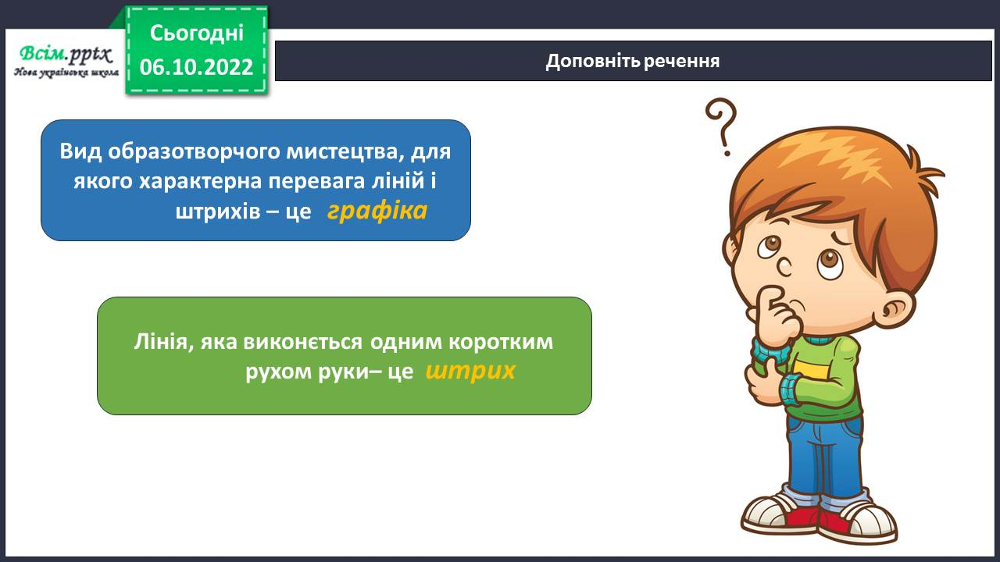 Сьогодні
06.10.2022
Всім.pptx
Нова українська школа
Доповніть речення
?
Вид образотворчого мистецтва, для
якого характерна перевага ліній і
штрихів – це графіка
Лінія, яка виконється одним коротким
рухом руки– це штрих